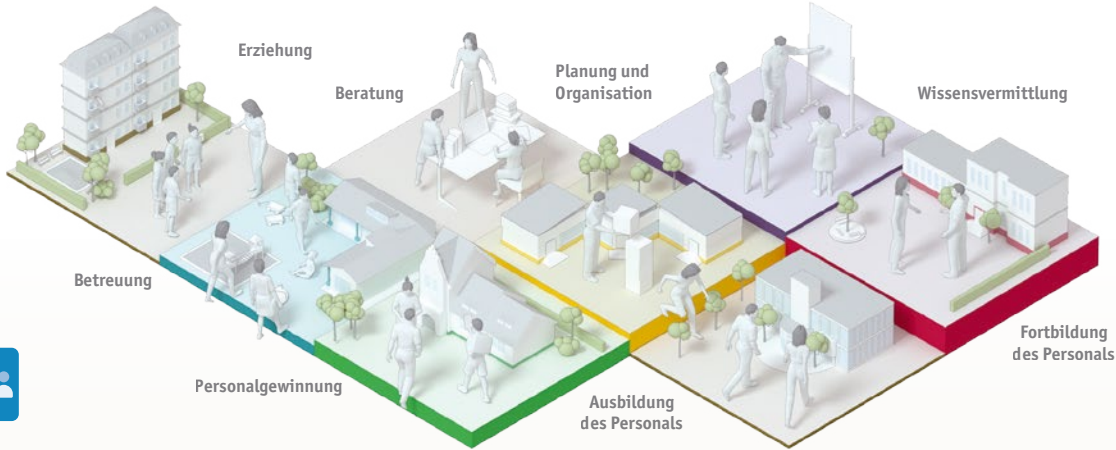 Erziehung
Beratung
Planung und
Organisation
Wissensvermittlung
Betreuung
Personalgewinnung
Ausbildung
des Personals
Fortbildung
des Personals